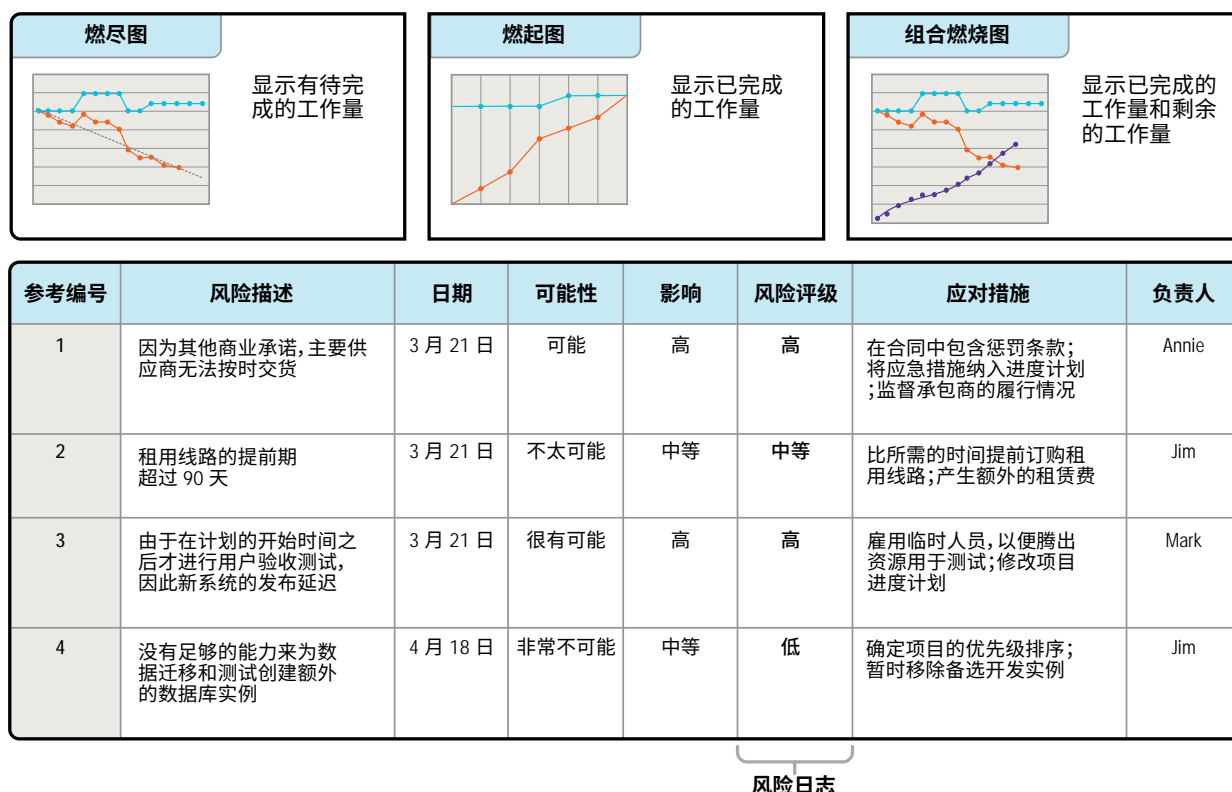 燃尽图
显示有待完
成的工作量
燃起图
显示已完成
的工作量
组合燃烧图
显示已完成的
工作量和剩余
的工作量
参考编号 风险描述 日期 可能性 影响 风险评级 应对措施 负责人
1 因为其他商业承诺,主要供 3 月 21 日 可能 高 高 在合同中包含惩罚条款; Annie
应商无法按时交货 将应急措施纳入进度计划
;监督承包商的履行情况
2 租用线路的提前期 3 月 21 日 不太可能 中等 中等 比所需的时间提前订购租 Jim
超过 90 天 用线路;产生额外的租赁费
3 由于在计划的开始时间之 3 月 21 日 很有可能 高 高 雇用临时人员,以便腾出 Mark
后才进行用户验收测试, 资源用于测试;修改项目
因此新系统的发布延迟 进度计划
4 没有足够的能力来为数 4 月 18 日 非常不可能 中等 低 确定项目的优先级排序; Jim
据迁移和测试创建额外 暂时移除备选开发实例
的数据库实例
风险日志